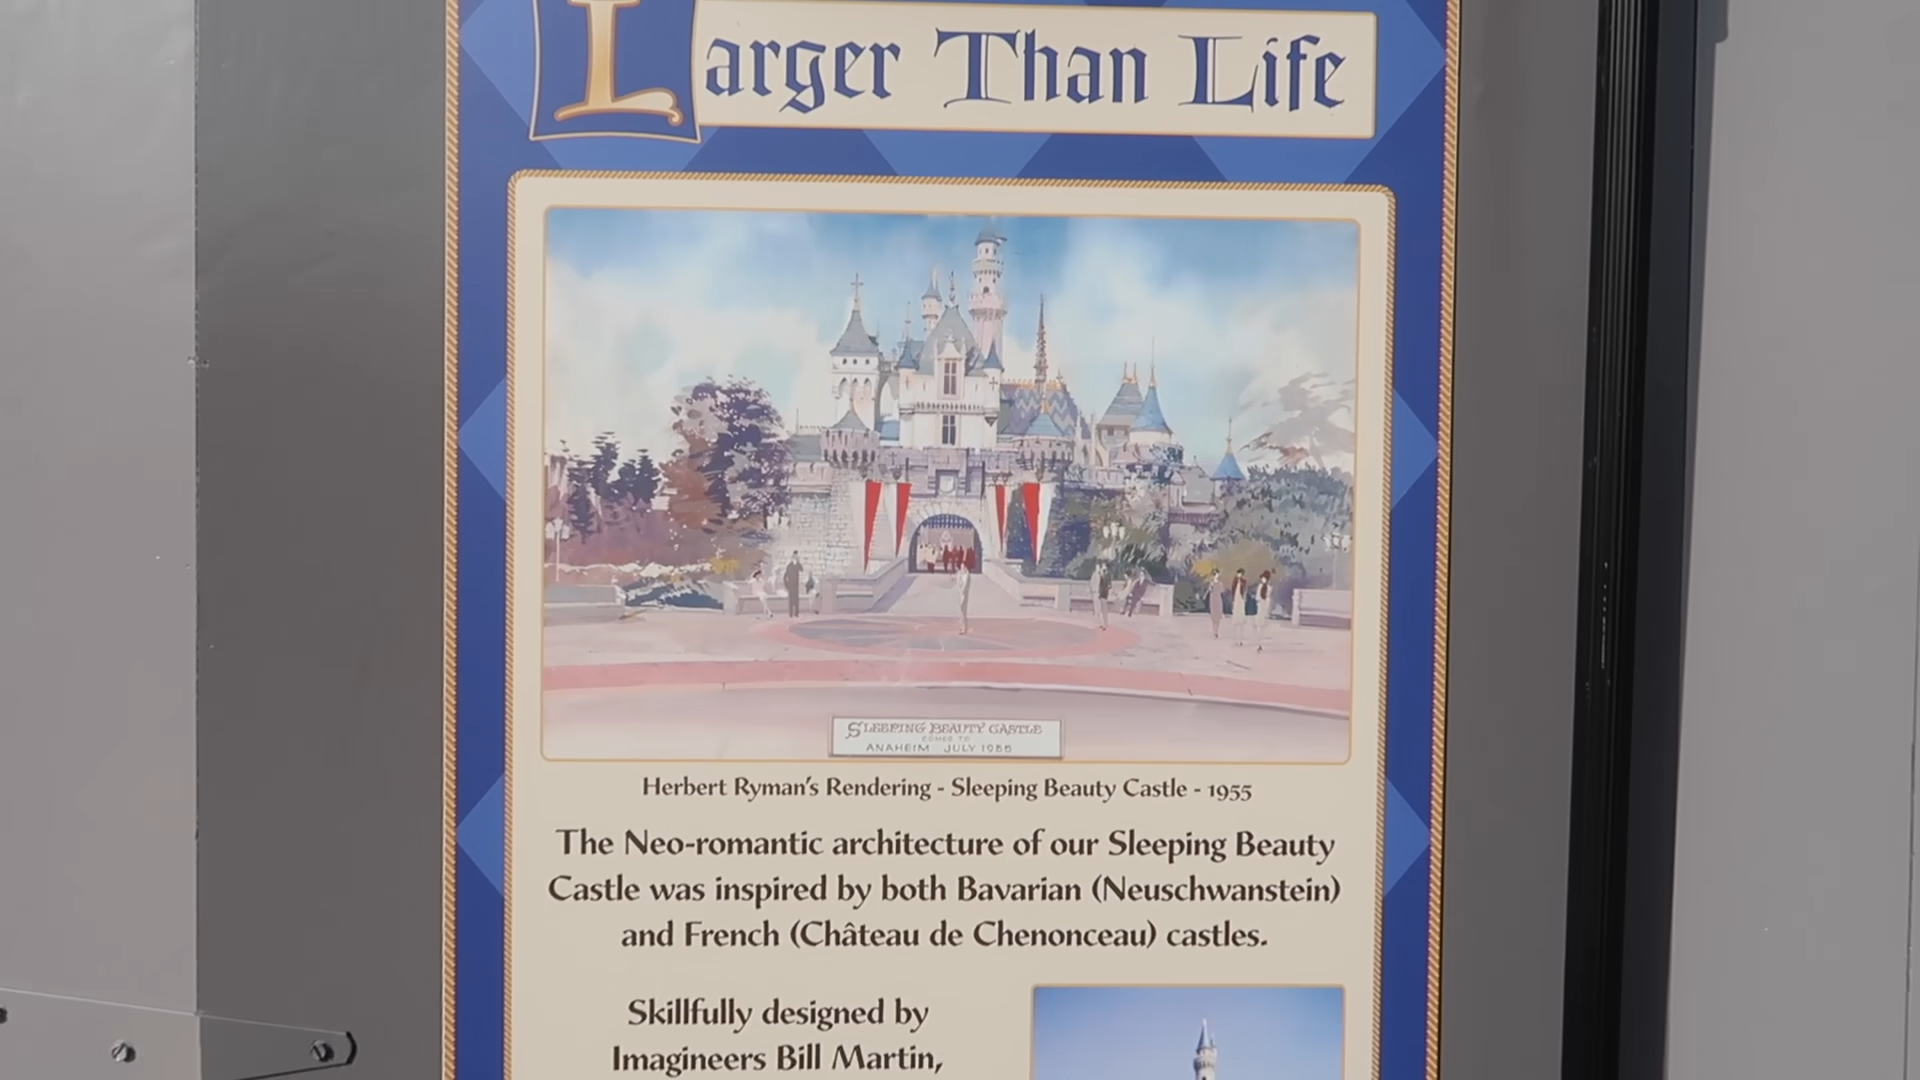 Larger Than Life
SLEEPING BEAUTY CASTLE
COMES TO
ANAHEIM JULY 1955
Herbert Ryman's Rendering - Sleeping Beauty Castle - 1955
The Neo-romantic architecture of our Sleeping Beauty
Castle was inspired by both Bavarian (Neuschwanstein)
and French (Château de Chenonceau) castles.
Skillfully designed by
Imagineers Bill Martin,